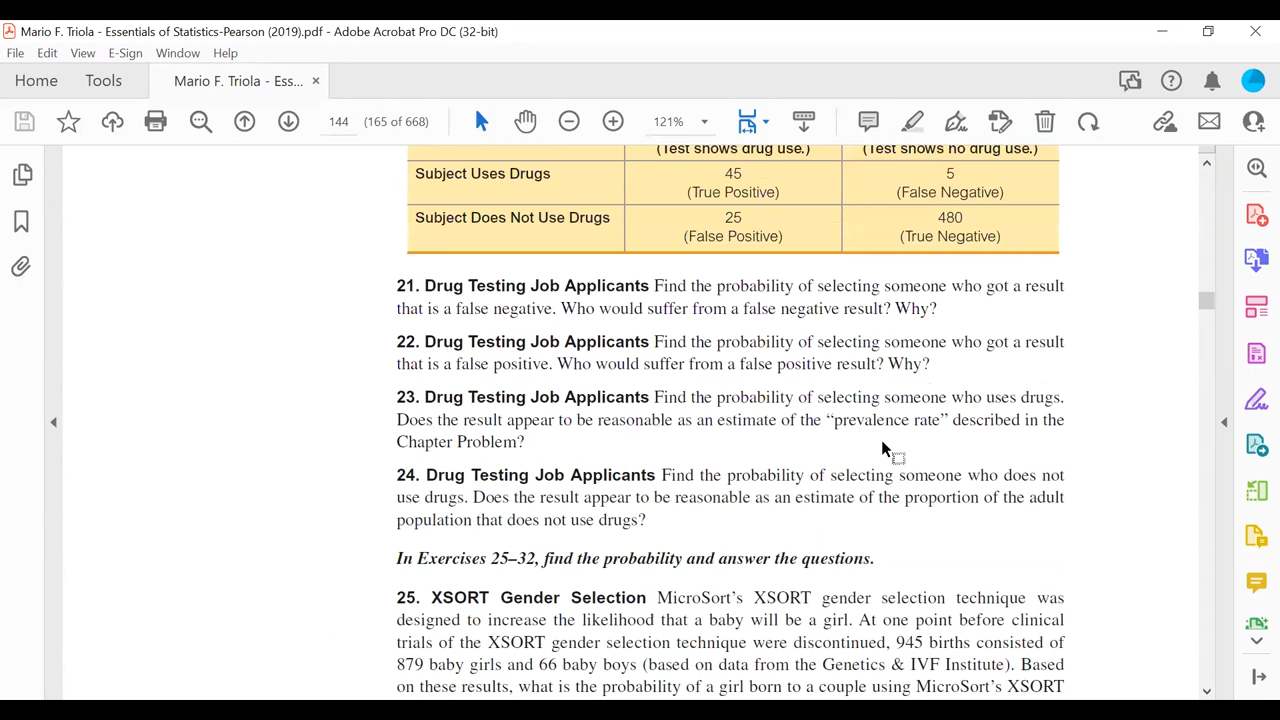 Mario F. Triola - Essentials of Statistics-Pearson (2019).pdf - Adobe Acrobat Pro DC (32-bit)
File Edit View E-Sign Window Help
Home Tools Mario F. Triola - Ess... ×
144 (165 of 668) 121%
(Test shows drug use.) (Test shows no drug use.)
Subject Uses Drugs 45 5
(True Positive) (False Negative)
Subject Does Not Use Drugs 25 480
(False Positive) (True Negative)
21. Drug Testing Job Applicants Find the probability of selecting someone who got a result
that is a false negative. Who would suffer from a false negative result? Why?
22. Drug Testing Job Applicants Find the probability of selecting someone who got a result
that is a false positive. Who would suffer from a false positive result? Why?
23. Drug Testing Job Applicants Find the probability of selecting someone who uses drugs.
Does the result appear to be reasonable as an estimate of the “prevalence rate” described in the
Chapter Problem?
24. Drug Testing Job Applicants Find the probability of selecting someone who does not
use drugs. Does the result appear to be reasonable as an estimate of the proportion of the adult
population that does not use drugs?
In Exercises 25–32, find the probability and answer the questions.
25. XSORT Gender Selection MicroSort’s XSORT gender selection technique was
designed to increase the likelihood that a baby will be a girl. At one point before clinical
trials of the XSORT gender selection technique were discontinued, 945 births consisted of
879 baby girls and 66 baby boys (based on data from the Genetics & IVF Institute). Based
on these results, what is the probability of a girl born to a couple using MicroSort’s XSORT